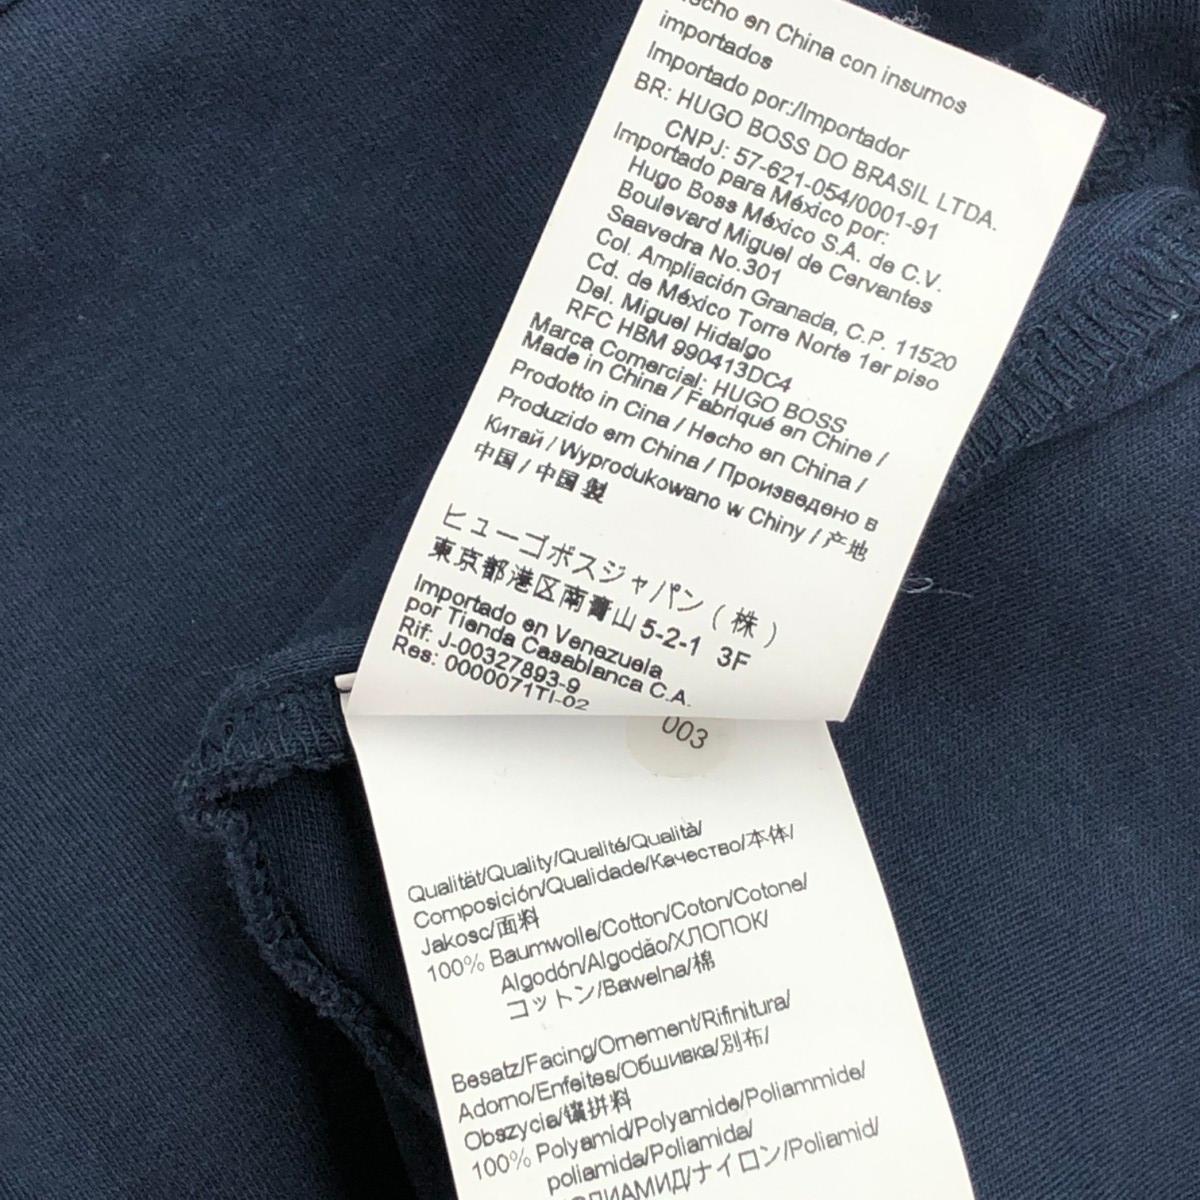 echo en China con insumos
importados
Importado por:/Importador
BR: HUGO BOSS DO BRASIL LTDA.
CNPJ: 57-621-054/0001-91
Importado para México por:
Hugo Boss México S.A. de C.V.
Boulevard Miguel de Cervantes
Saavedra No.301
Col. Ampliación Granada, C.P. 11520
Cd. de México Torre Norte 1er piso
Del. Miguel Hidalgo
RFC HBM 990413DC4
Marca Comercial: HUGO BOSS
Made in China / Fabriqué en Chine /
Prodotto in Cina / Hecho en China /
Produzido em China / Произведено в
Китай / Wyprodukowano w Chiny / 产地
中国 / 中国製
ヒューゴボスジャパン (株)
東京都港区南青山 5-2-1 3F
Importado en Venezuela
por Tienda Casablanca C.A.
Rif: J-00327893-9
Res: 0000071TI-02
003
Qualität/Quality/Qualité/Qualità/
Composición/Qualidade/Качество/本体/
Jakosc/面料
100% Baumwolle/Cotton/Coton/Cotone/
Algodón/Algodão/ХЛОПОК/
コットン/Bawelna/棉
Besatz/Facing/Ornement/Rifinitura/
Adorno/Enfeites/Обшивка/別布/
Obszycia/镶拼料
100% Polyamid/Polyamide/Poliammide/
poliamida/Poliamida/
ПОЛИАМИД/ナイロン/Poliamid/